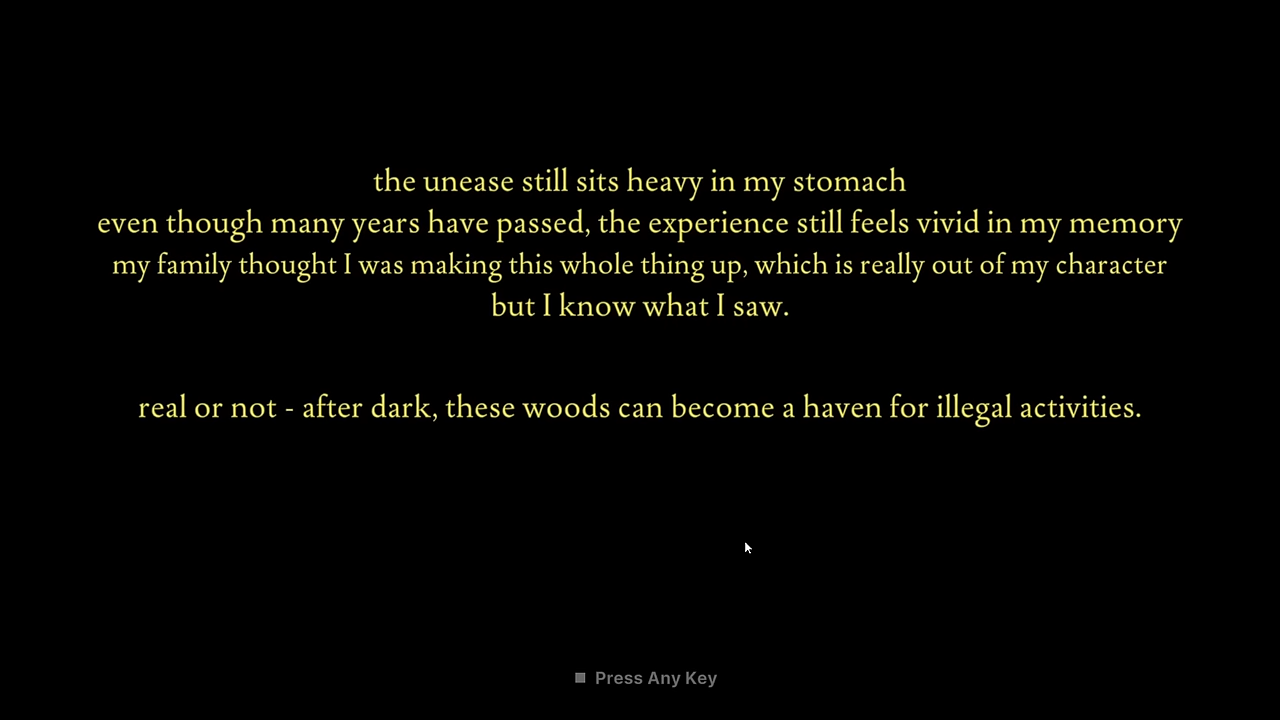 the unease still sits heavy in my stomach
even though many years have passed, the experience still feels vivid in my memory
my family thought I was making this whole thing up, which is really out of my character
but I know what I saw.
real or not - after dark, these woods can become a haven for illegal activities.
Press Any Key